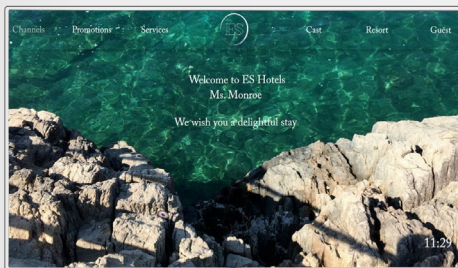 Channels Promotions Services ES Cast Resort Guest
Welcome to ES Hotels
Ms. Monroe
We wish you a delightful stay
11:29